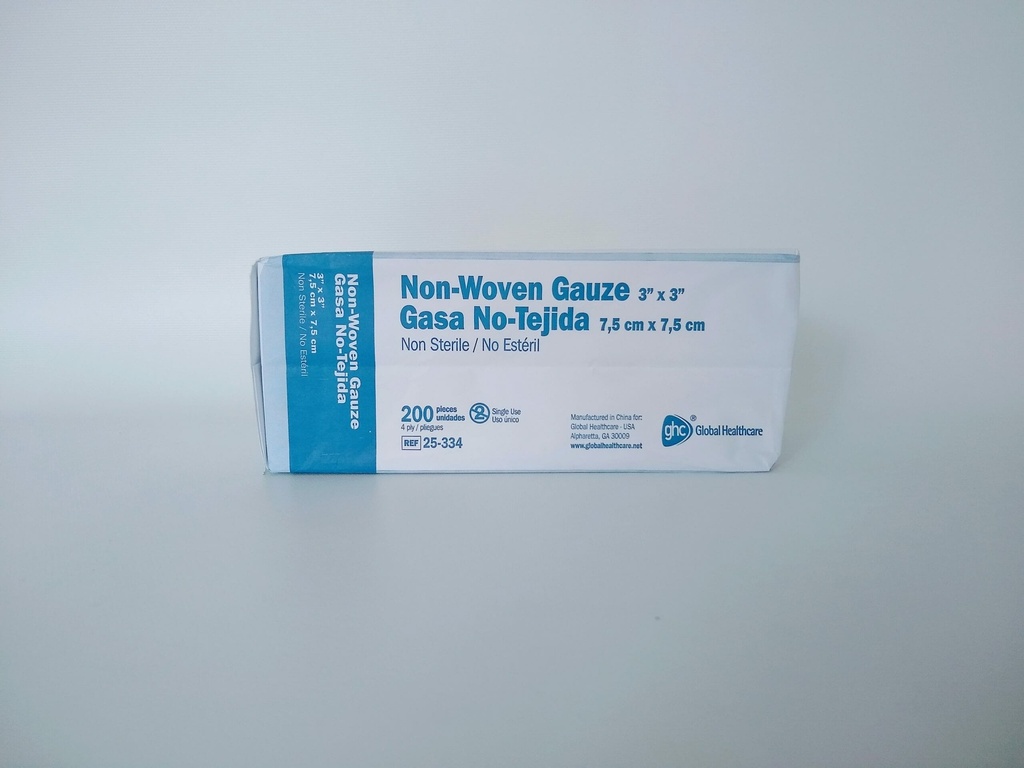 Non-Woven Gauze
Gasa No-Tejida
3” x 3”
7,5 cm x 7,5 cm
Non Sterile / No Estéril
Non-Woven Gauze 3” x 3”
Gasa No-Tejida 7,5 cm x 7,5 cm
Non Sterile / No Estéril
200 pieces
unidades
4 ply / pliegues
2 Single Use
Uso único
REF 25-334
Manufactured in China for:
Global Healthcare - USA
Alpharetta, GA 30009
www.globalhealthcare.net
ghc ® Global Healthcare